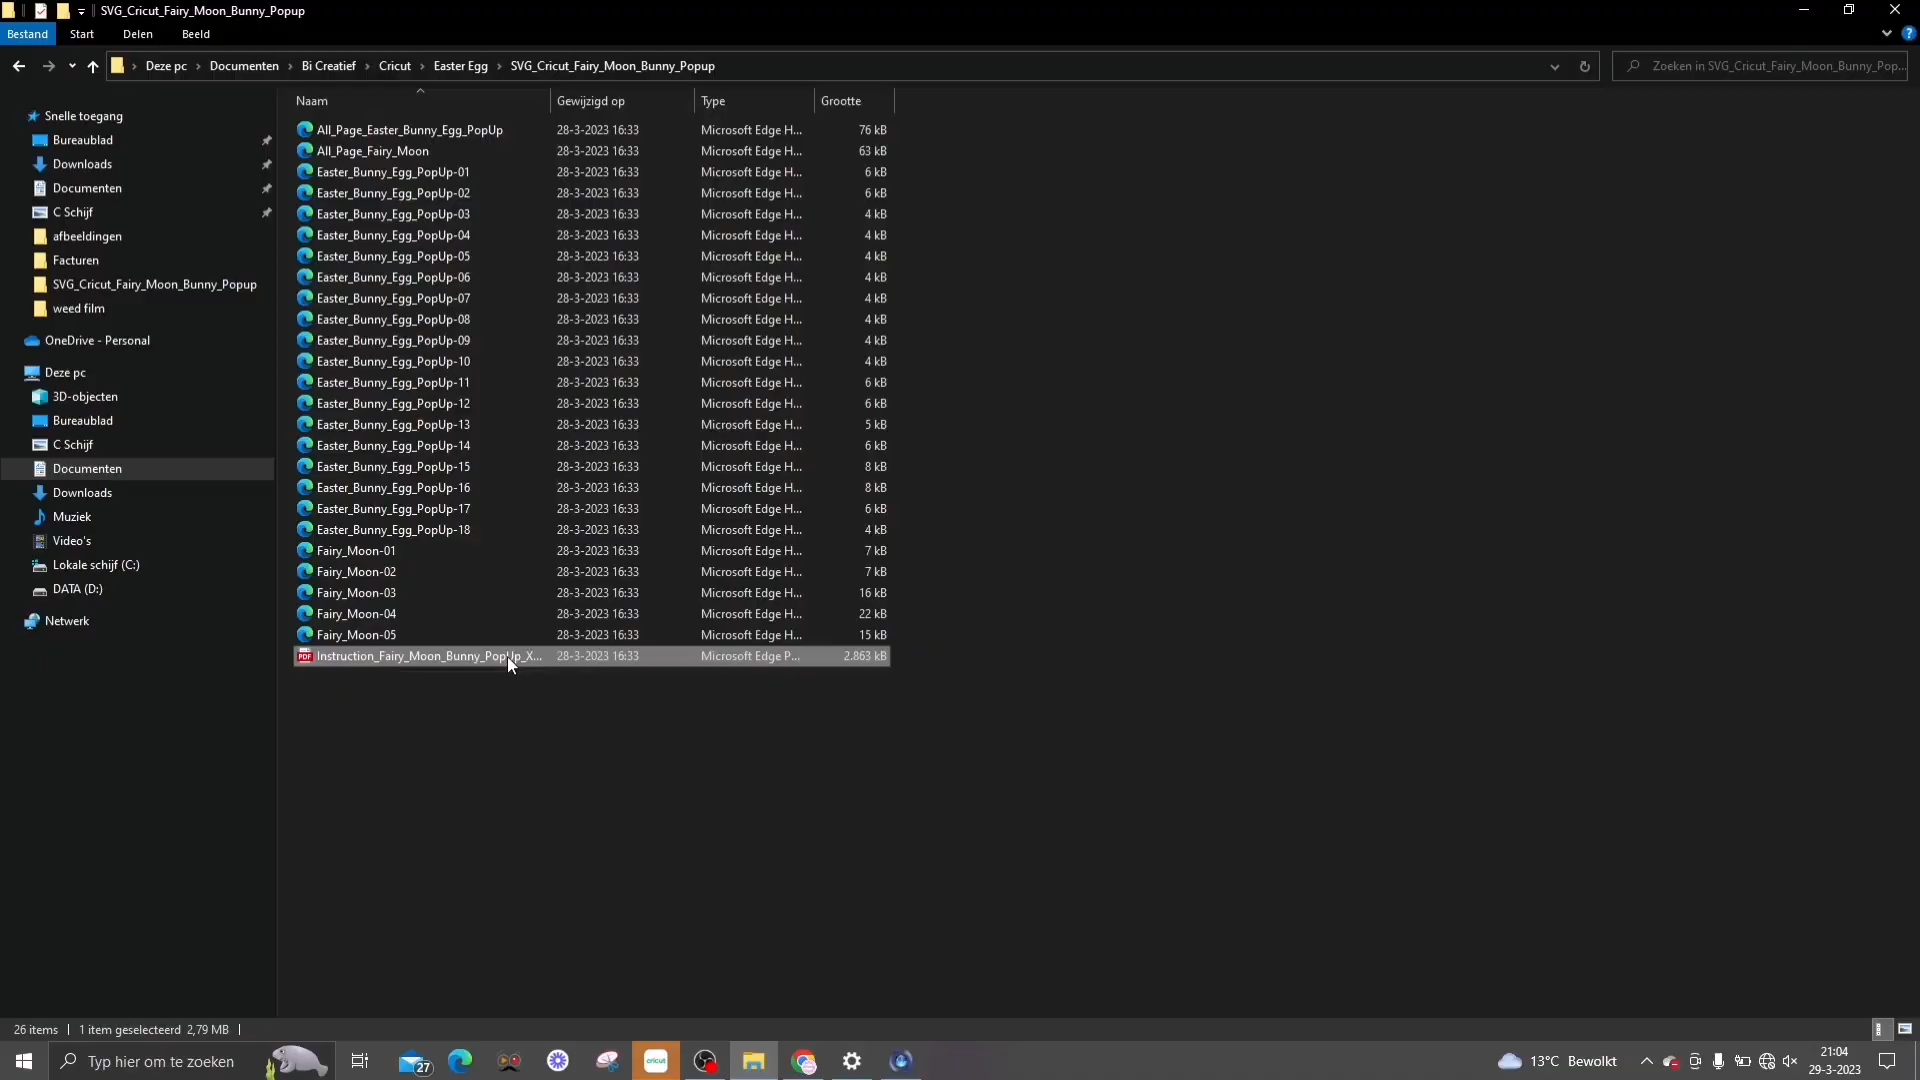 SVG_Cricut_Fairy_Moon_Bunny_Popup
Bestand Start Delen Beeld
Deze pc Documenten Bi Creatief Cricut Easter Egg SVG_Cricut_Fairy_Moon_Bunny_Popup
Zoeken in SVG_Cricut_Fairy_Moon_Bunny_Pop...
Snelle toegang
Bureaublad
Downloads
Documenten
C Schijf
afbeeldingen
Facturen
SVG_Cricut_Fairy_Moon_Bunny_Popup
weed film
OneDrive - Personal
Deze pc
3D-objecten
Bureaublad
C Schijf
Documenten
Downloads
Muziek
Video's
Lokale schijf (C:)
DATA (D:)
Netwerk
Naam Gewijzigd op Type Grootte
All_Page_Easter_Bunny_Egg_PopUp 28-3-2023 16:33 Microsoft Edge H... 76 kB
All_Page_Fairy_Moon 28-3-2023 16:33 Microsoft Edge H... 63 kB
Easter_Bunny_Egg_PopUp-01 28-3-2023 16:33 Microsoft Edge H... 6 kB
Easter_Bunny_Egg_PopUp-02 28-3-2023 16:33 Microsoft Edge H... 6 kB
Easter_Bunny_Egg_PopUp-03 28-3-2023 16:33 Microsoft Edge H... 4 kB
Easter_Bunny_Egg_PopUp-04 28-3-2023 16:33 Microsoft Edge H... 4 kB
Easter_Bunny_Egg_PopUp-05 28-3-2023 16:33 Microsoft Edge H... 4 kB
Easter_Bunny_Egg_PopUp-06 28-3-2023 16:33 Microsoft Edge H... 4 kB
Easter_Bunny_Egg_PopUp-07 28-3-2023 16:33 Microsoft Edge H... 4 kB
Easter_Bunny_Egg_PopUp-08 28-3-2023 16:33 Microsoft Edge H... 4 kB
Easter_Bunny_Egg_PopUp-09 28-3-2023 16:33 Microsoft Edge H... 4 kB
Easter_Bunny_Egg_PopUp-10 28-3-2023 16:33 Microsoft Edge H... 4 kB
Easter_Bunny_Egg_PopUp-11 28-3-2023 16:33 Microsoft Edge H... 6 kB
Easter_Bunny_Egg_PopUp-12 28-3-2023 16:33 Microsoft Edge H... 6 kB
Easter_Bunny_Egg_PopUp-13 28-3-2023 16:33 Microsoft Edge H... 5 kB
Easter_Bunny_Egg_PopUp-14 28-3-2023 16:33 Microsoft Edge H... 6 kB
Easter_Bunny_Egg_PopUp-15 28-3-2023 16:33 Microsoft Edge H... 8 kB
Easter_Bunny_Egg_PopUp-16 28-3-2023 16:33 Microsoft Edge H... 8 kB
Easter_Bunny_Egg_PopUp-17 28-3-2023 16:33 Microsoft Edge H... 6 kB
Easter_Bunny_Egg_PopUp-18 28-3-2023 16:33 Microsoft Edge H... 4 kB
Fairy_Moon-01 28-3-2023 16:33 Microsoft Edge H... 7 kB
Fairy_Moon-02 28-3-2023 16:33 Microsoft Edge H... 7 kB
Fairy_Moon-03 28-3-2023 16:33 Microsoft Edge H... 16 kB
Fairy_Moon-04 28-3-2023 16:33 Microsoft Edge H... 22 kB
Fairy_Moon-05 28-3-2023 16:33 Microsoft Edge H... 15 kB
PDF Instruction_Fairy_Moon_Bunny_PopUp_X... 28-3-2023 16:33 Microsoft Edge P... 2.863 kB
26 items 1 item geselecteerd 2,79 MB
Typ hier om te zoeken
27
cricut
13°C Bewolkt
21:04
29-3-2023